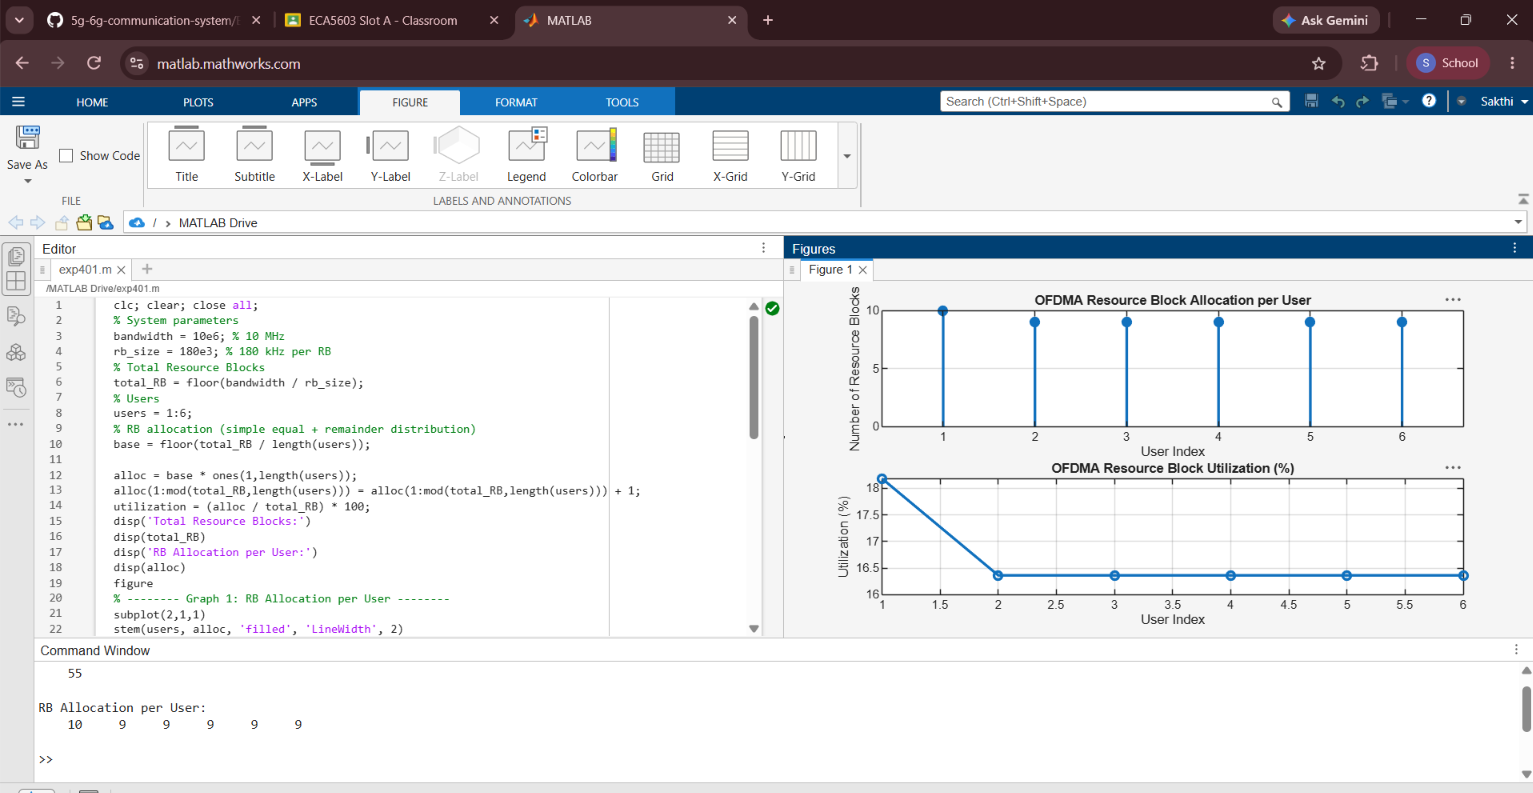 5g-6g-communication-system/E
ECA5603 Slot A - Classroom
MATLAB
Ask Gemini
matlab.mathworks.com
S School
HOME PLOTS APPS FIGURE FORMAT TOOLS
Search (Ctrl+Shift+Space)
Sakthi
Save As
Show Code
Title Subtitle X-Label Y-Label Z-Label Legend Colorbar Grid X-Grid Y-Grid
FILE
LABELS AND ANNOTATIONS
/ › MATLAB Drive
Editor
exp401.m
/MATLAB Drive/exp401.m
1 clc; clear; close all;
2 % System parameters
3 bandwidth = 10e6; % 10 MHz
4 rb_size = 180e3; % 180 kHz per RB
5 % Total Resource Blocks
6 total_RB = floor(bandwidth / rb_size);
7 % Users
8 users = 1:6;
9 % RB allocation (simple equal + remainder distribution)
10 base = floor(total_RB / length(users));
11
12 alloc = base * ones(1,length(users));
13 alloc(1:mod(total_RB,length(users))) = alloc(1:mod(total_RB,length(users))) + 1;
14 utilization = (alloc / total_RB) * 100;
15 disp('Total Resource Blocks:')
16 disp(total_RB)
17 disp('RB Allocation per User:')
18 disp(alloc)
19 figure
20 % -------- Graph 1: RB Allocation per User --------
21 subplot(2,1,1)
22 stem(users, alloc, 'filled', 'LineWidth', 2)
Figures
Figure 1
OFDMA Resource Block Allocation per User
Number of Resource Blocks
10
5
0
1 2 3 4 5 6
User Index
OFDMA Resource Block Utilization (%)
Utilization (%)
18
17.5
17
16.5
16
1 1.5 2 2.5 3 3.5 4 4.5 5 5.5 6
User Index
Command Window
55
RB Allocation per User:
10 9 9 9 9 9
>>